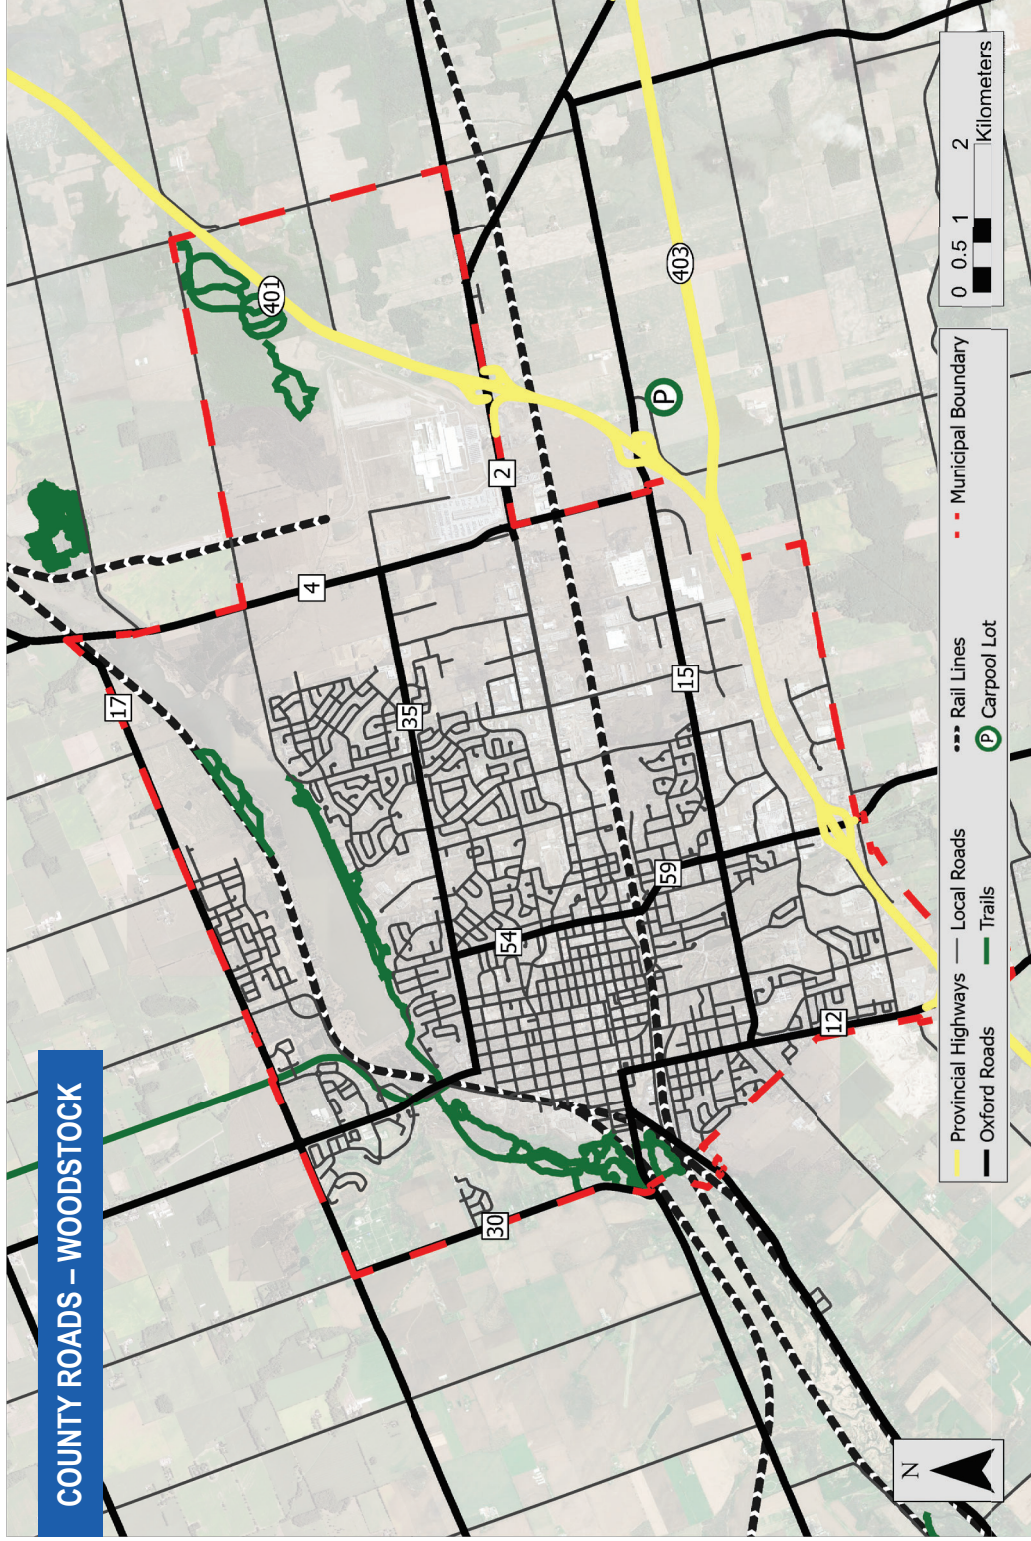 COUNTY ROADS – WOODSTOCK
17
4
401
35
2
403
30
54
59
15
12
P
N
Provincial Highways
Local Roads
Rail Lines
Municipal Boundary
Oxford Roads
Trails
P Carpool Lot
0 0.5 1 2
Kilometers